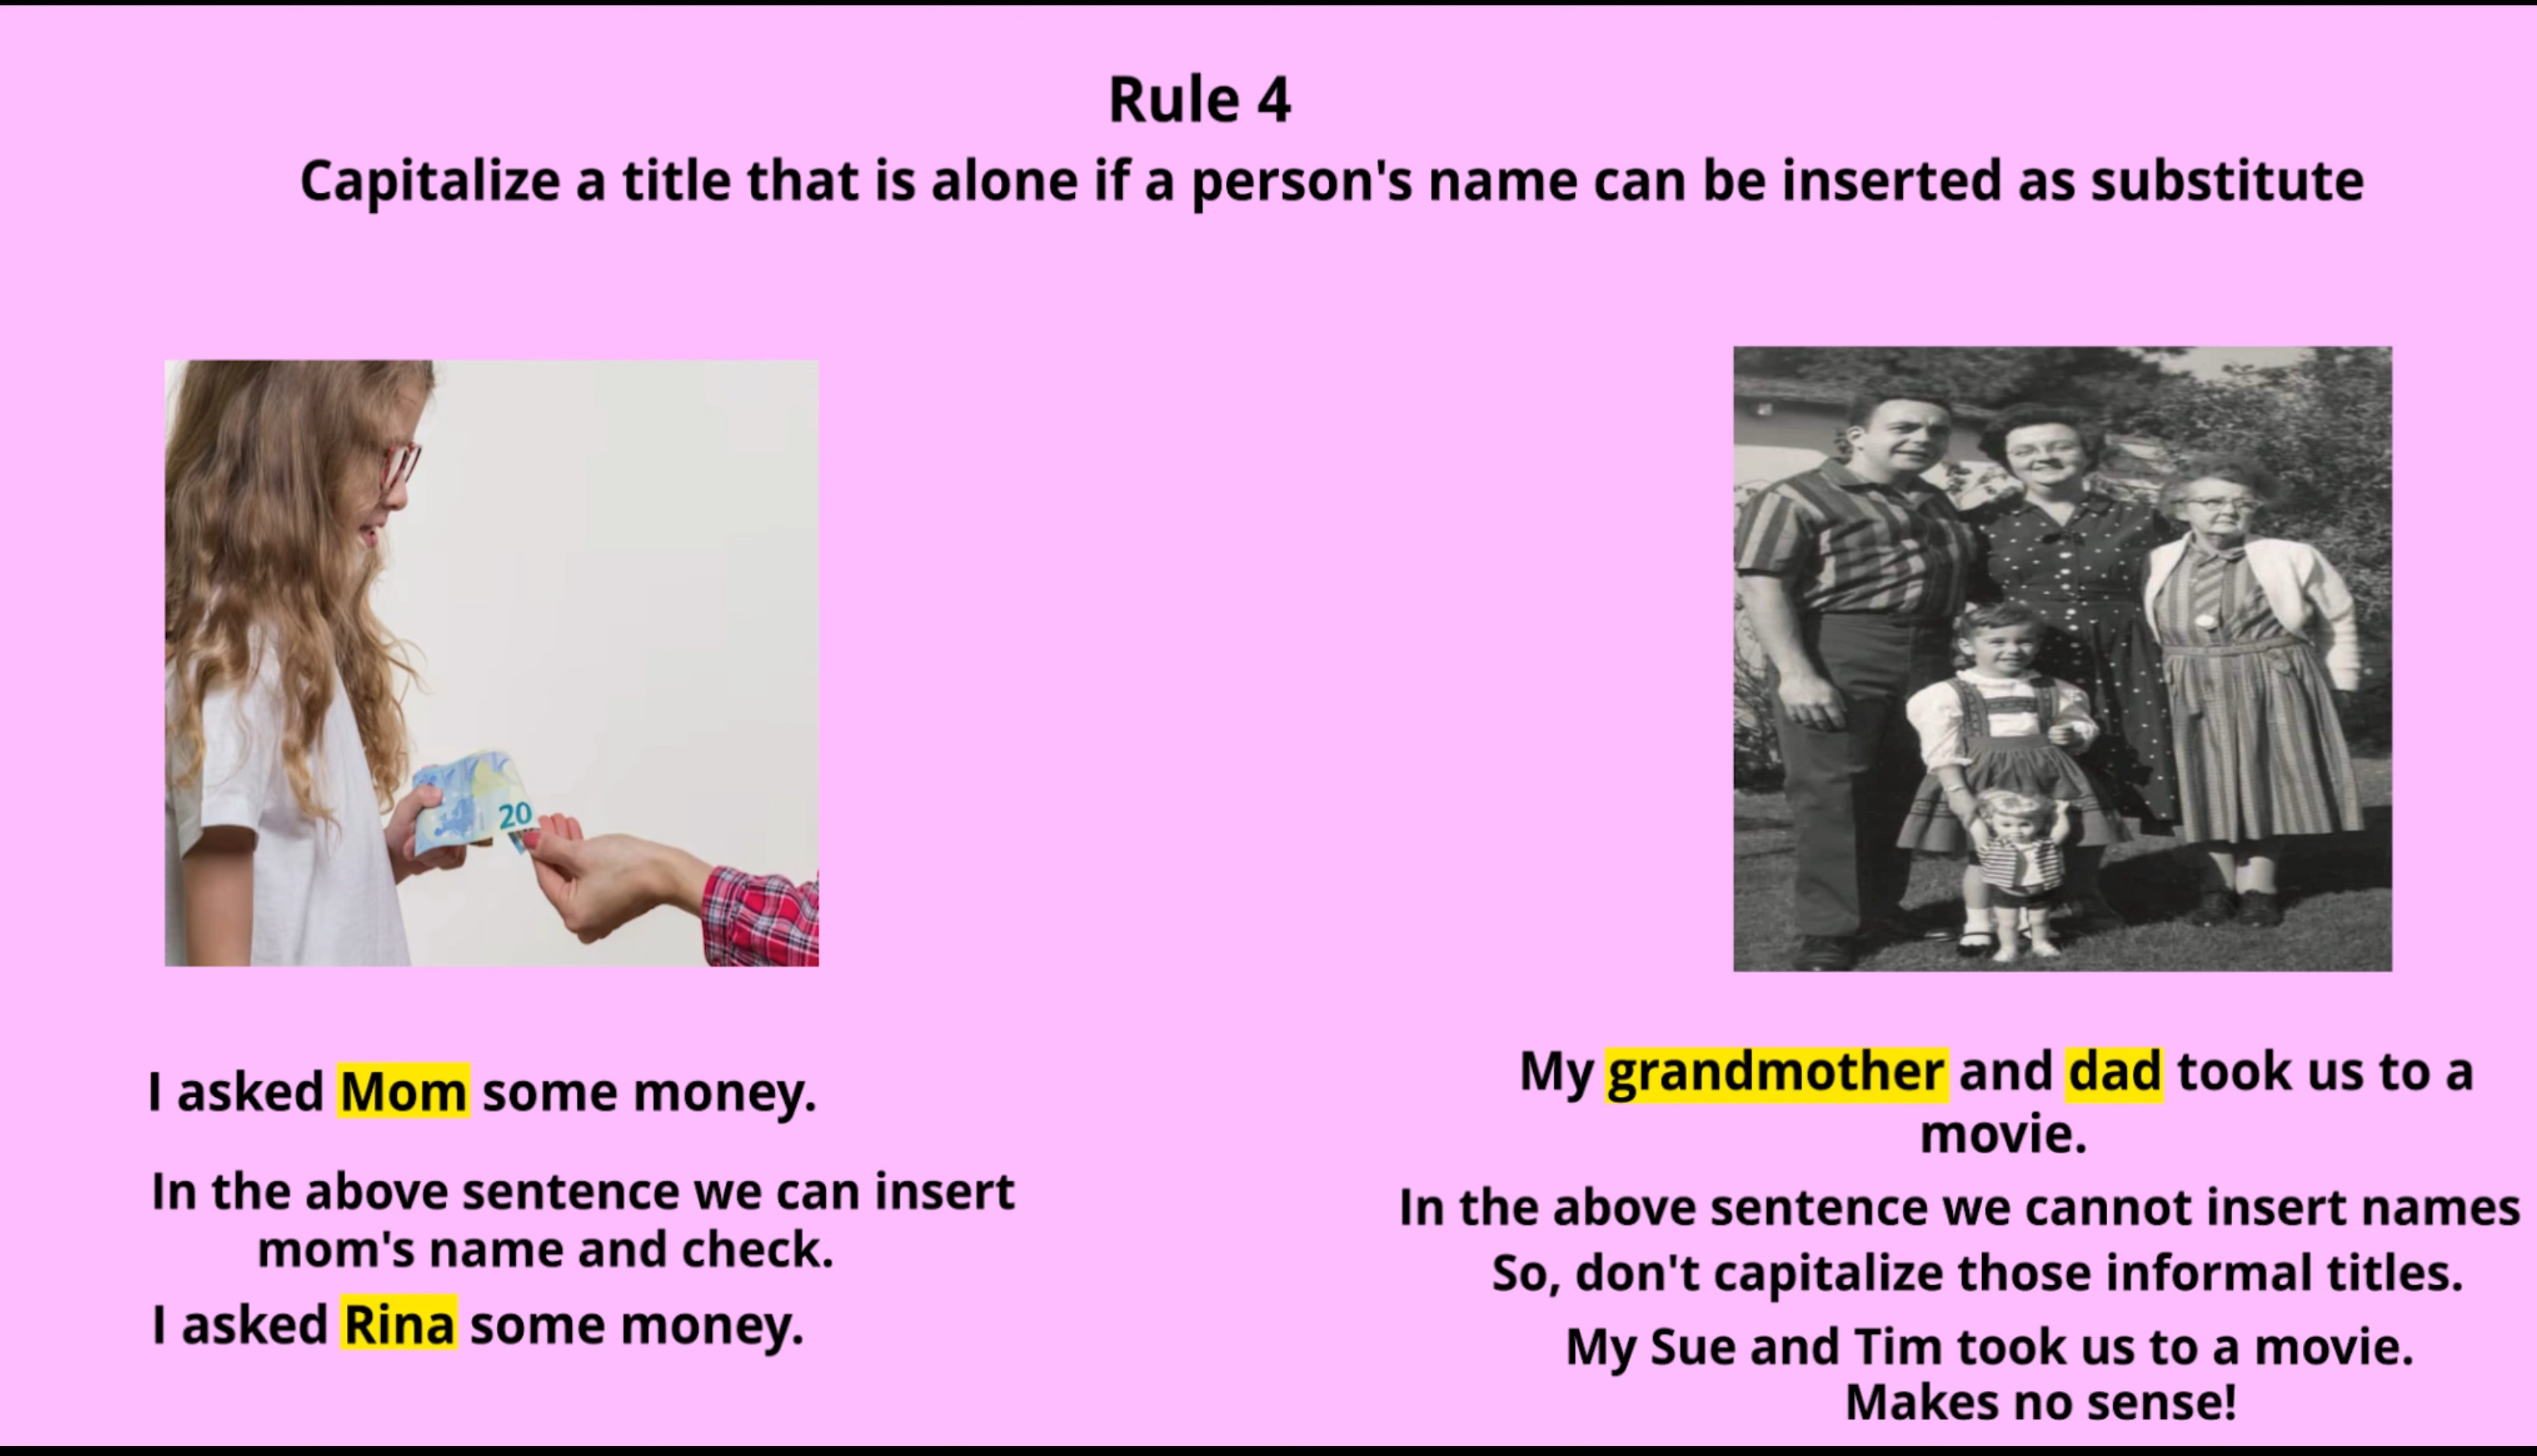 Rule 4
Capitalize a title that is alone if a person's name can be inserted as substitute
20
I asked Mom some money.
In the above sentence we can insert
mom's name and check.
I asked Rina some money.
My grandmother and dad took us to a
movie.
In the above sentence we cannot insert names
So, don't capitalize those informal titles.
My Sue and Tim took us to a movie.
Makes no sense!